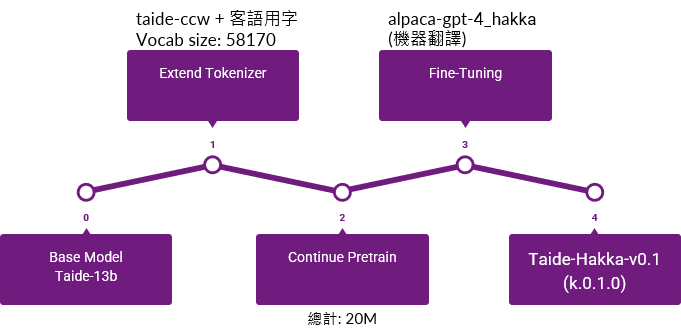 taide-ccw + 客語用字
Vocab size: 58170
Extend Tokenizer
alpaca-gpt-4_hakka
(機器翻譯)
Fine-Tuning
1
3
0
2
4
Base Model
Taide-13b
Continue Pretrain
Taide-Hakka-v0.1
(k.0.1.0)
總計: 20M